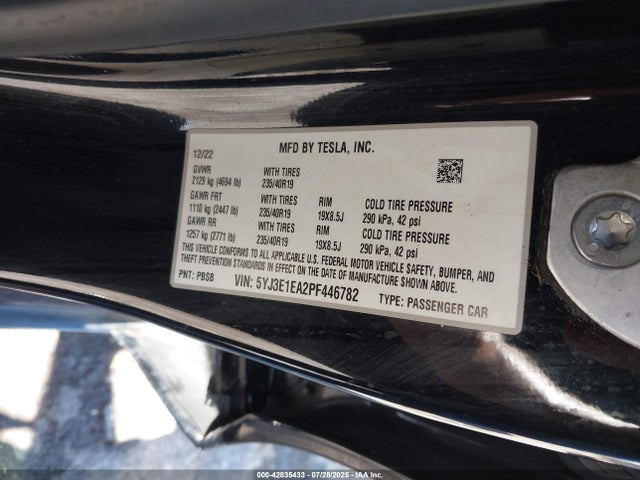 MFD BY TESLA, INC.
12/22
GVWR WITH TIRES
2129 kg (4694 lb) 235/40R19
GAWR FRT WITH TIRES RIM COLD TIRE PRESSURE
1110 kg (2447 lb) 235/40R19 19X8.5J 290 kPa, 42 psi
GAWR RR WITH TIRES RIM COLD TIRE PRESSURE
1257 kg (2771 lb) 235/40R19 19X8.5J 290 kPa, 42 psi
THIS VEHICLE CONFORMS TO ALL APPLICABLE U.S. FEDERAL MOTOR VEHICLE SAFETY, BUMPER, AND
THEFT PREVENTION STANDARDS IN EFFECT ON THE DATE OF MANUFACTURE SHOWN ABOVE.
PNT: PBSB VIN: 5YJ3E1EA2PF446782 TYPE: PASSENGER CAR
000-42835433 07/28/2025 IAA Inc.